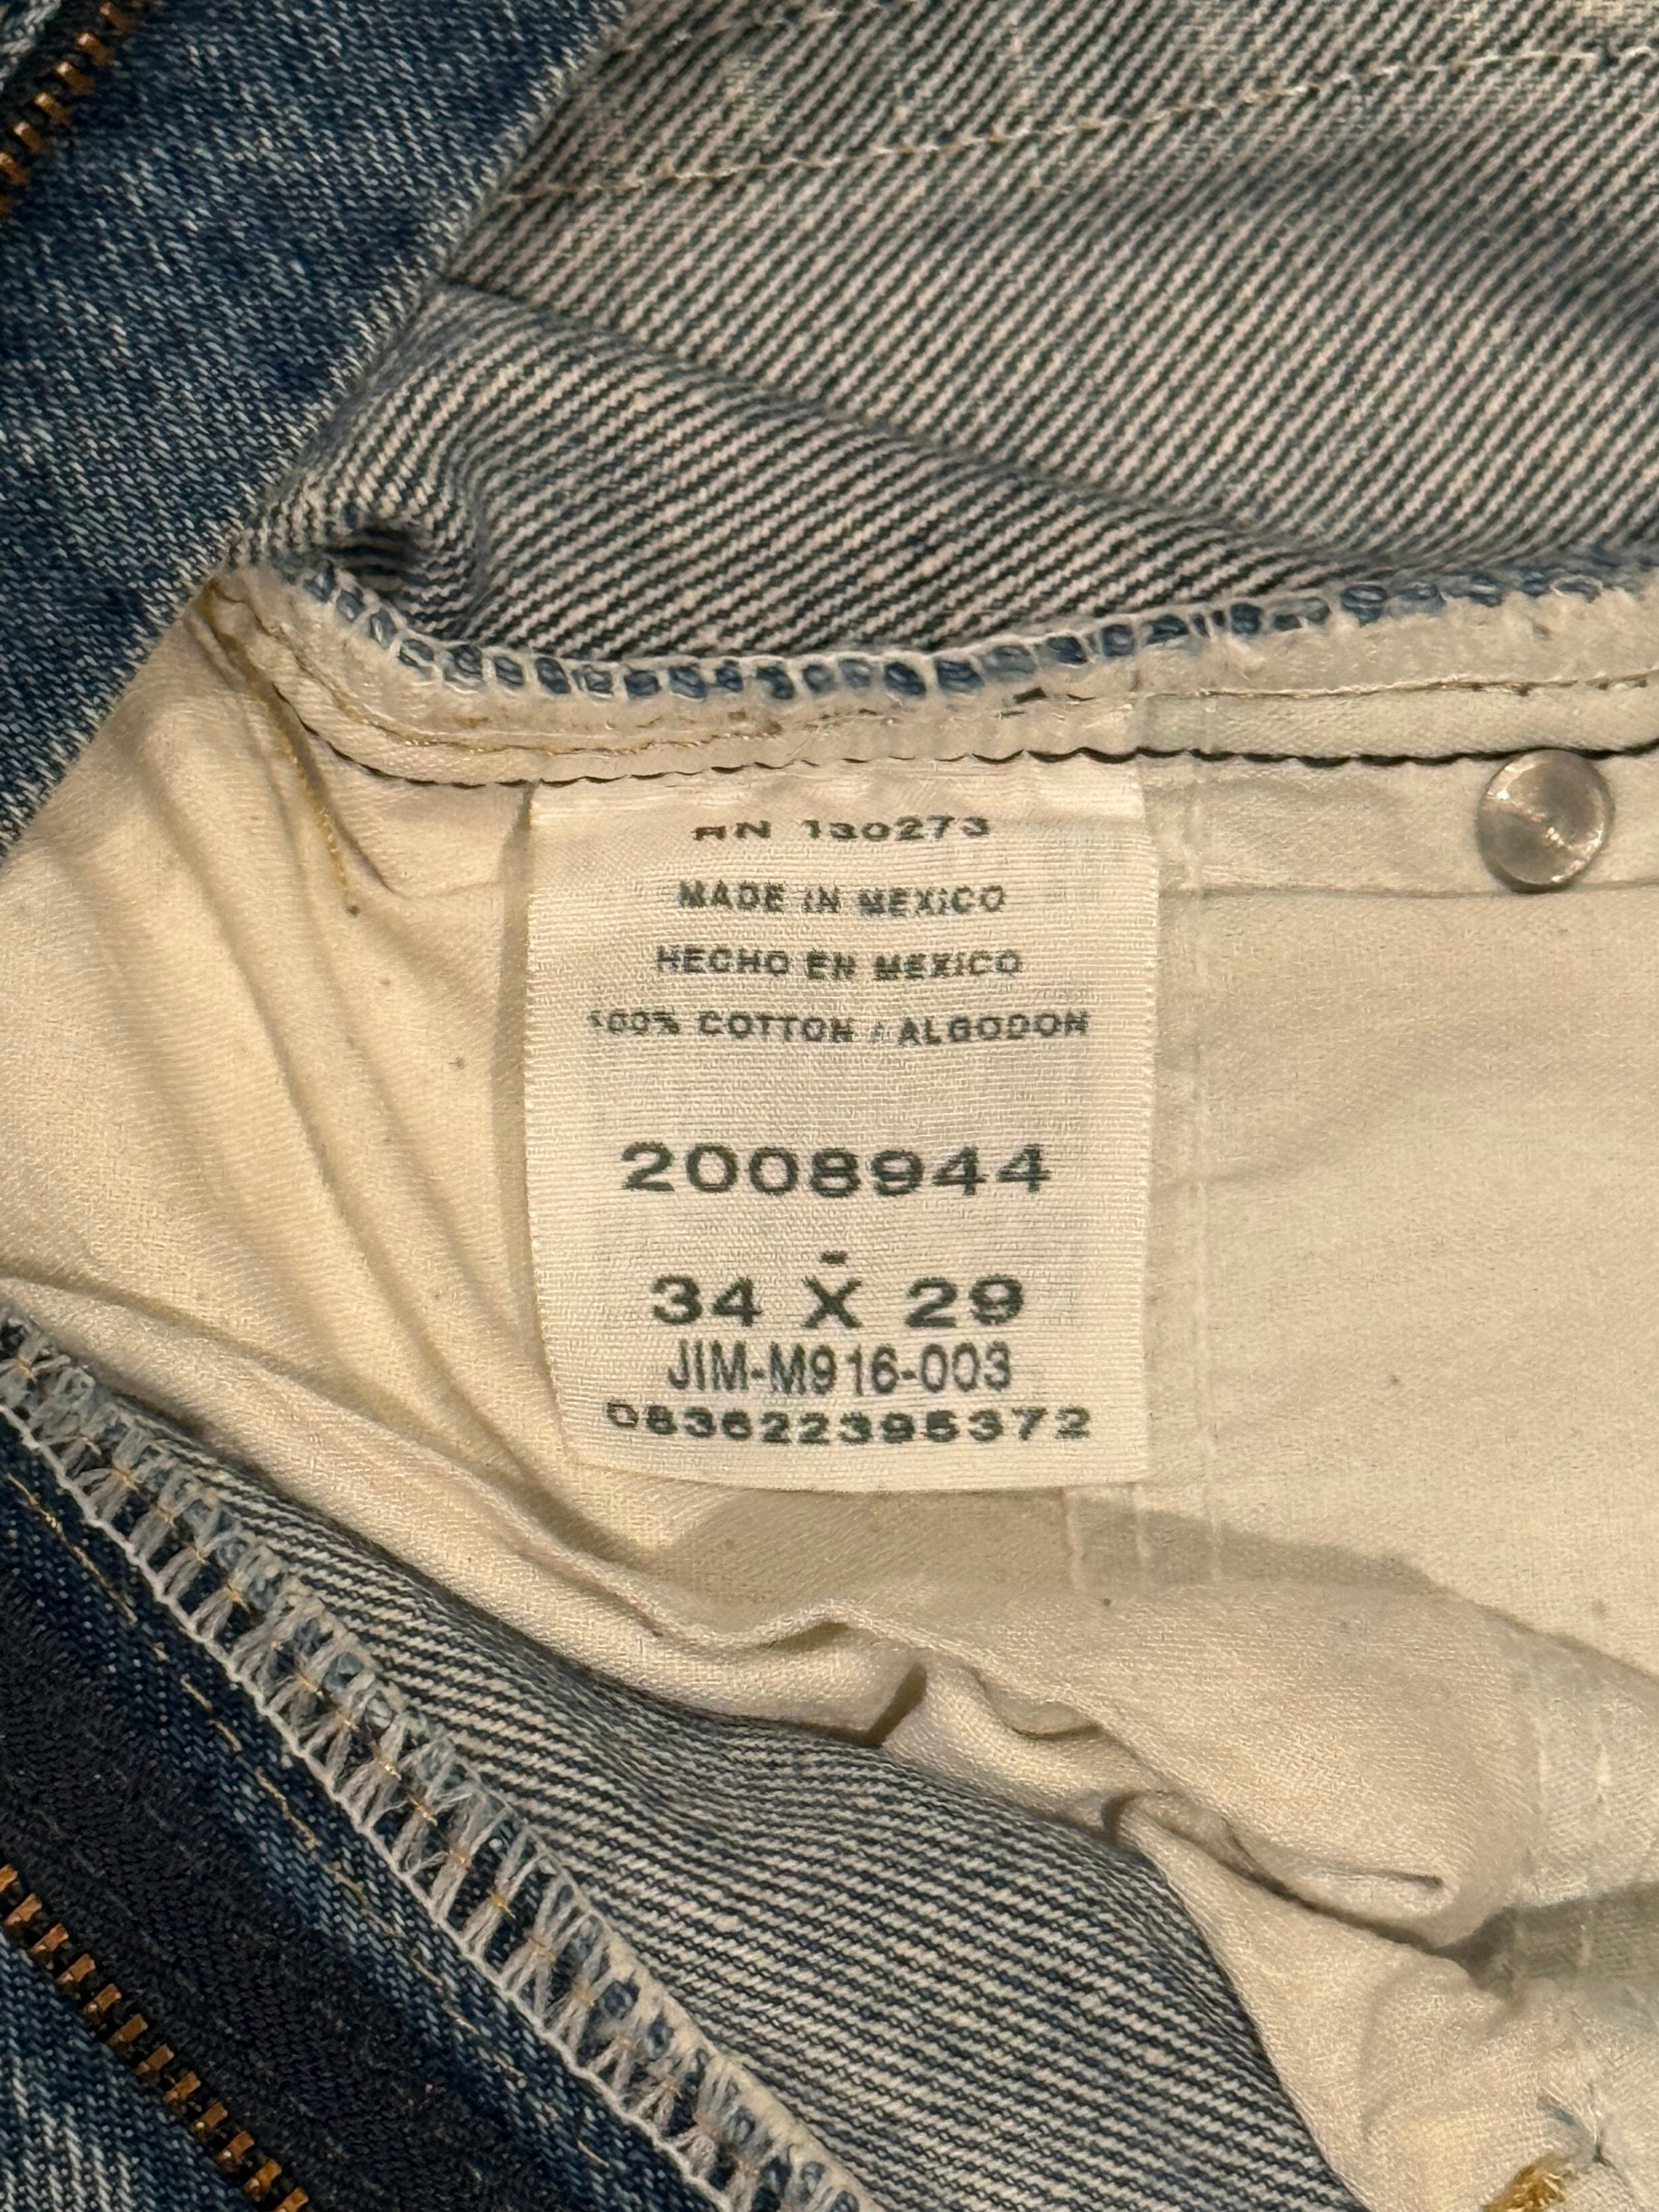 RN 130273
MADE IN MEXICO
HECHO EN MEXICO
100% COTTON / ALGODON
2008944
-
34 X 29
JIM-M916-003
083622395372